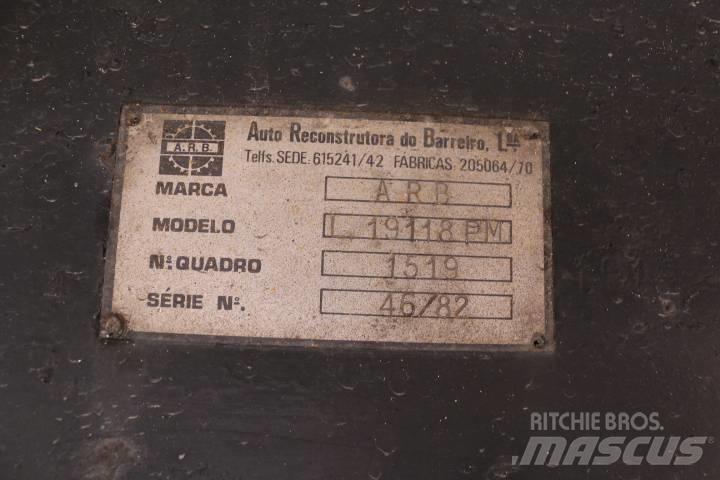 A.R.B.
Auto Reconstrutora do Barreiro, Lda.
Telfs. SEDE. 615241/42 FÁBRICAS 205064/70
MARCA ARB
MODELO L. 19118 PM
Nº QUADRO 1519
SÉRIE Nº. 46/82
RITCHIE BROS.
MASCUS